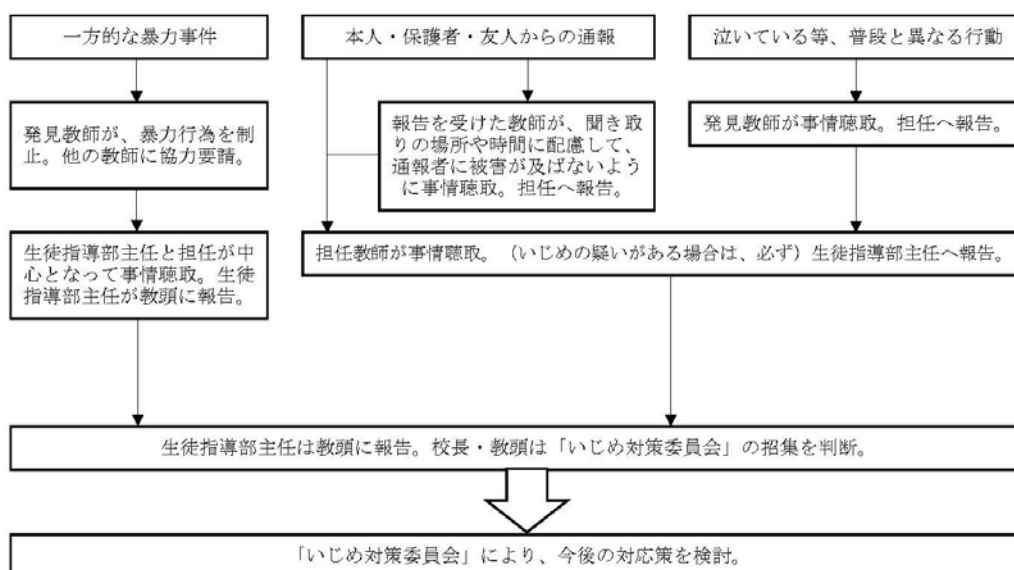 一方的な暴力事件
本人・保護者・友人からの通報
泣いている等、普段と異なる行動
発見教師が、暴力行為を制
止。他の教師に協力要請。
報告を受けた教師が、聞き取
りの場所や時間に配慮して、
通報者に被害が及ばないよう
に事情聴取。担任へ報告。
発見教師が事情聴取。担任へ報告。
生徒指導部主任と担任が中
心となって事情聴取。生徒
指導部主任が教頭に報告。
担任教師が事情聴取。（いじめの疑いがある場合は、必ず）生徒指導部主任へ報告。
生徒指導部主任は教頭に報告。校長・教頭は「いじめ対策委員会」の招集を判断。
「いじめ対策委員会」により、今後の対応策を検討。